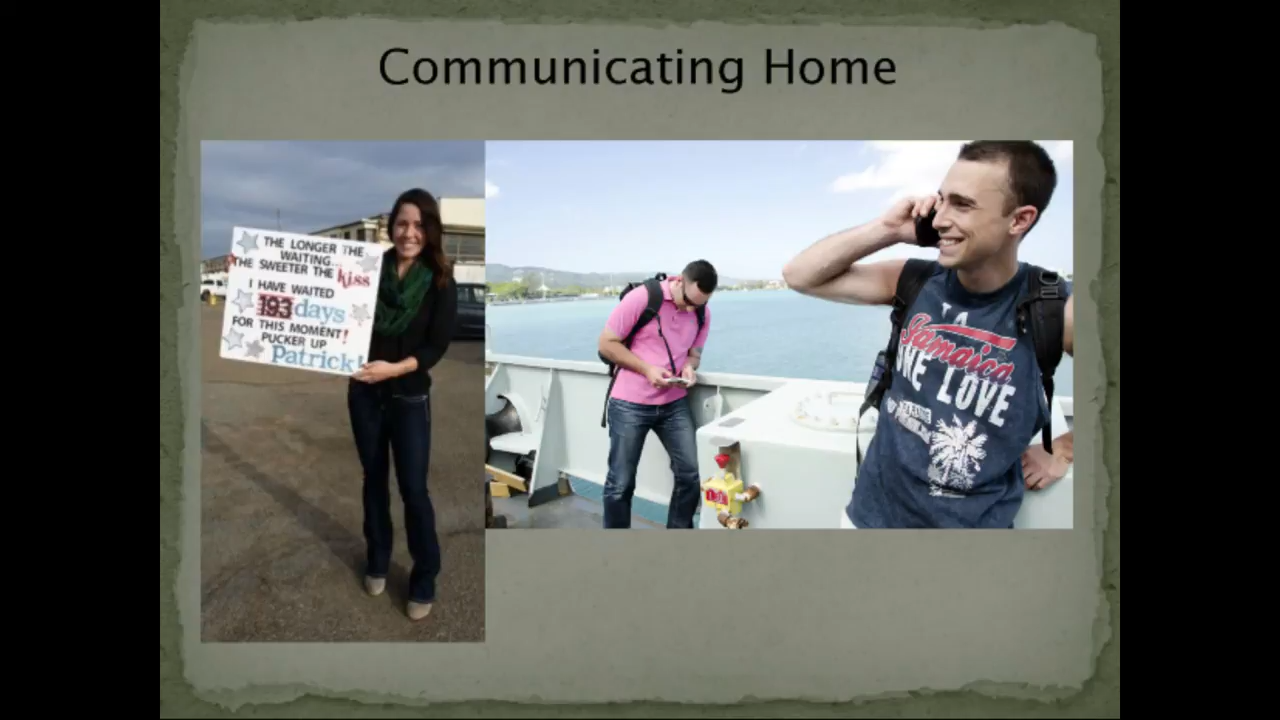 Communicating Home
THE LONGER THE
WAITING...
THE SWEETER THE kiss
I HAVE WAITED
193 days
FOR THIS MOMENT!
PUCKER UP
Patrick!
Jamaica
ONE LOVE